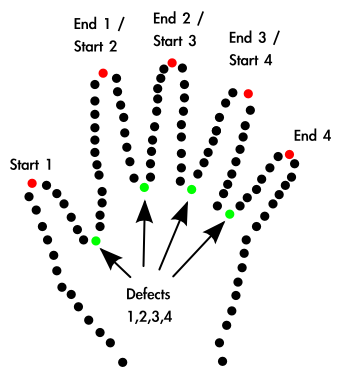 End 1 /
Start 2
End 2 /
Start 3
End 3 /
Start 4
End 4
Start 1
Defects
1,2,3,4